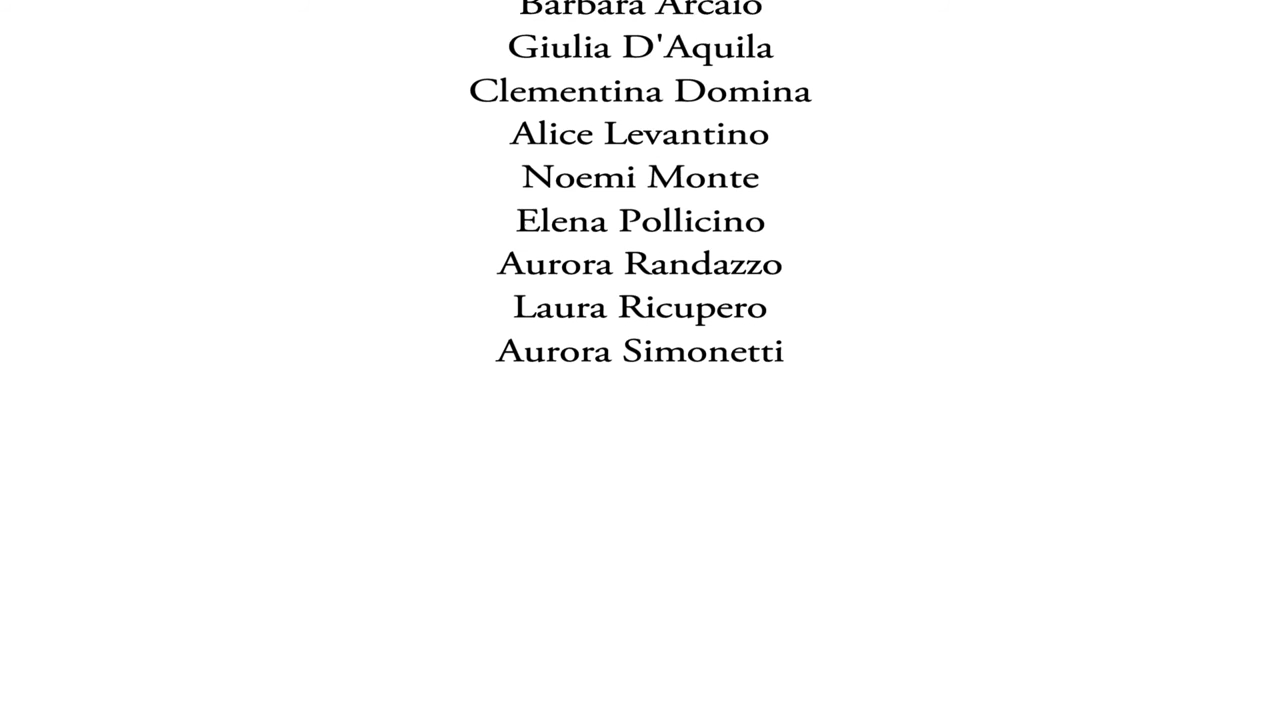 Barbara Arcaio
Giulia D'Aquila
Clementina Domina
Alice Levantino
Noemi Monte
Elena Pollicino
Aurora Randazzo
Laura Ricupero
Aurora Simonetti